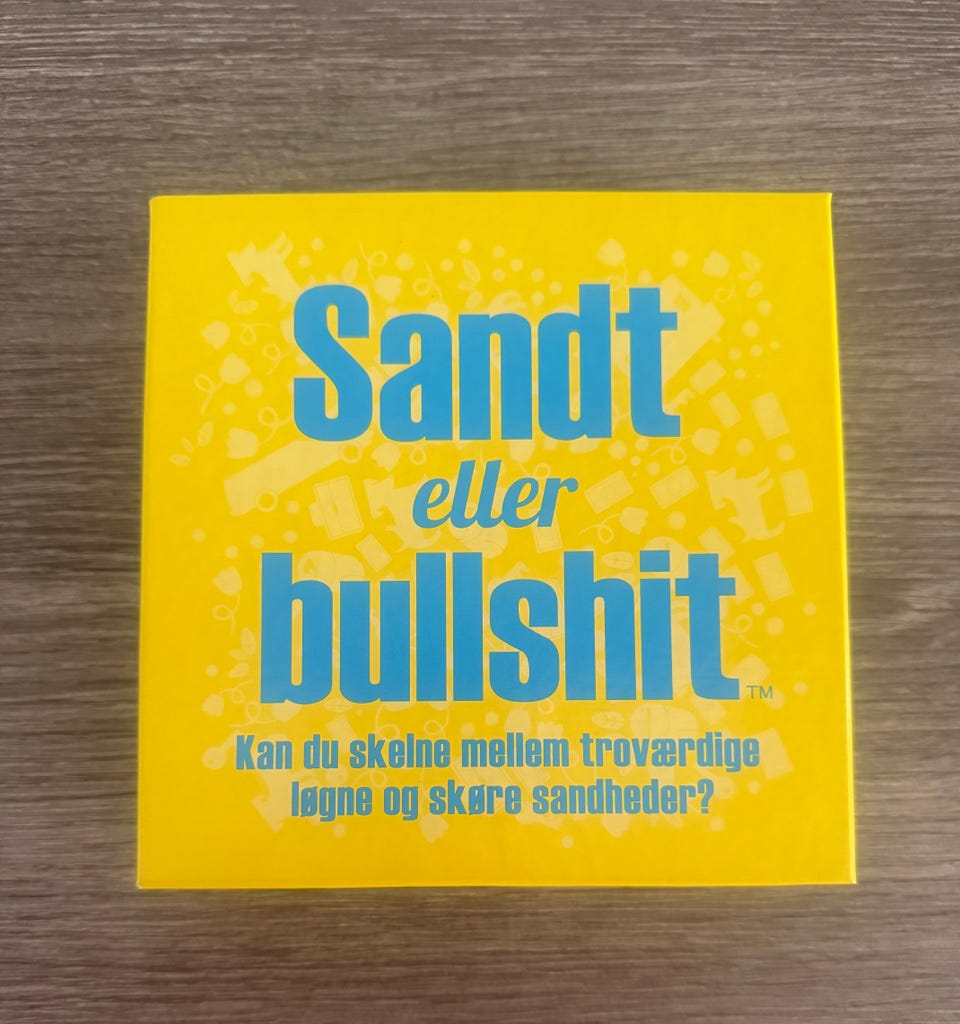 Sandt
eller
bullshit™
Kan du skelne mellem troværdige
løgne og skøre sandheder?